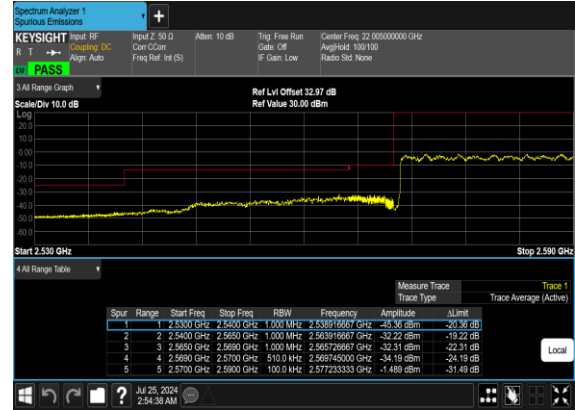 Spectrum Analyzer 1
Spurious Emissions
KEYSIGHT Input: RF Input Z: 50 Ω Atten: 10 dB Trig: Free Run Center Freq: 22.005000000 GHz
R T Coupling: DC Corr CCorr Gate: Off Avg|Hold: 100/100
Align: Auto Freq Ref: Int (S) IF Gain: Low Radio Std: None
PASS
3 All Range Graph
Ref Lvl Offset 32.97 dB
Scale/Div 10.0 dB Ref Value 30.00 dBm
Log
20.0
10.0
0.00
-10.0
-20.0
-30.0
-40.0
-50.0
-60.0
Start 2.530 GHz Stop 2.590 GHz
4 All Range Table
Measure Trace Trace 1
Trace Type Trace Average (Active)
Spur Range Start Freq Stop Freq RBW Frequency Amplitude ΔLimit
1 1 2.5300 GHz 2.5400 GHz 1.000 MHz 2.538916667 GHz -45.36 dBm -20.36 dB
2 2 2.5400 GHz 2.5650 GHz 1.000 MHz 2.563916667 GHz -32.22 dBm -19.22 dB
3 3 2.5650 GHz 2.5690 GHz 1.000 MHz 2.565726667 GHz -32.31 dBm -22.31 dB
4 4 2.5690 GHz 2.5700 GHz 510.0 kHz 2.569745000 GHz -34.19 dBm -24.19 dB
5 5 2.5700 GHz 2.5900 GHz 100.0 kHz 2.577233333 GHz -1.489 dBm -31.49 dB
Local
Jul 25, 2024
2:54:38 AM